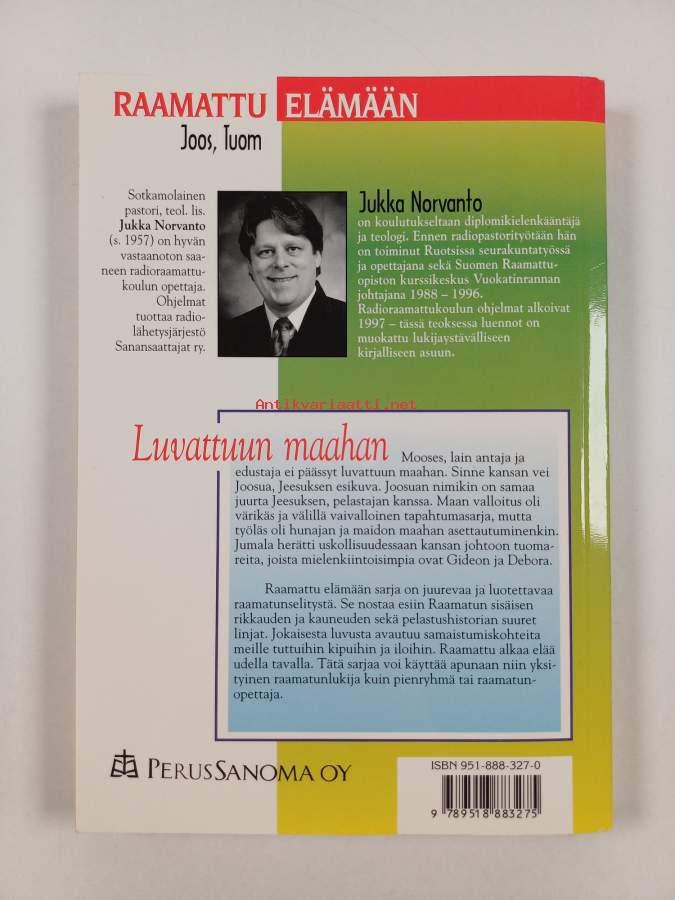 RAAMATTU ELÄMÄÄN
Joos, Tuom
Sotkamolainen
pastori, teol. lis.
Jukka Norvanto
(s. 1957) on hyvän
vastaanoton saa-
neen radioraamattu-
koulun opettaja.
Ohjelmat
tuottaa radio-
lähetysjärjestö
Sanansaattajat ry.
Jukka Norvanto
on koulutukseltaan diplomikielenkääntäjä
ja teologi. Ennen radiopastorityötään hän
on toiminut Ruotsissa seurakuntatyössä
ja opettajana sekä Suomen Raamattu-
opiston kurssikeskus Vuokatinrannan
johtajana 1988 – 1996.
Radioraamattukoulun ohjelmat alkoivat
1997 – tässä teoksessa luennot on
muokattu lukijaystävälliseen
kirjalliseen asuun.
Antikvariaatti.net
Luvattuun maahan Mooses, lain antaja ja
edustaja ei päässyt luvattuun maahan. Sinne kansan vei
Joosua, Jeesuksen esikuva. Joosuan nimikin on samaa
juurta Jeesuksen, pelastajan kanssa. Maan valloitus oli
värikäs ja välillä vaivalloinen tapahtumasarja, mutta
työläs oli hunajan ja maidon maahan asettautuminenkin.
Jumala herätti uskollisuudessaan kansan johtoon tuoma-
reita, joista mielenkiintoisimpia ovat Gideon ja Debora.
Raamattu elämään sarja on juurevaa ja luotettavaa
raamatunselitystä. Se nostaa esiin Raamatun sisäisen
rikkauden ja kauneuden sekä pelastushistorian suuret
linjat. Jokaisesta luvusta avautuu samaistumiskohteita
meille tuttuihin kipuihin ja iloihin. Raamattu alkaa elää
udella tavalla. Tätä sarjaa voi käyttää apunaan niin yksi-
tyinen raamatunlukija kuin pienryhmä tai raamatun-
opettaja.
PERUSSANOMA OY
ISBN 951-888-327-0
9 789518 883275